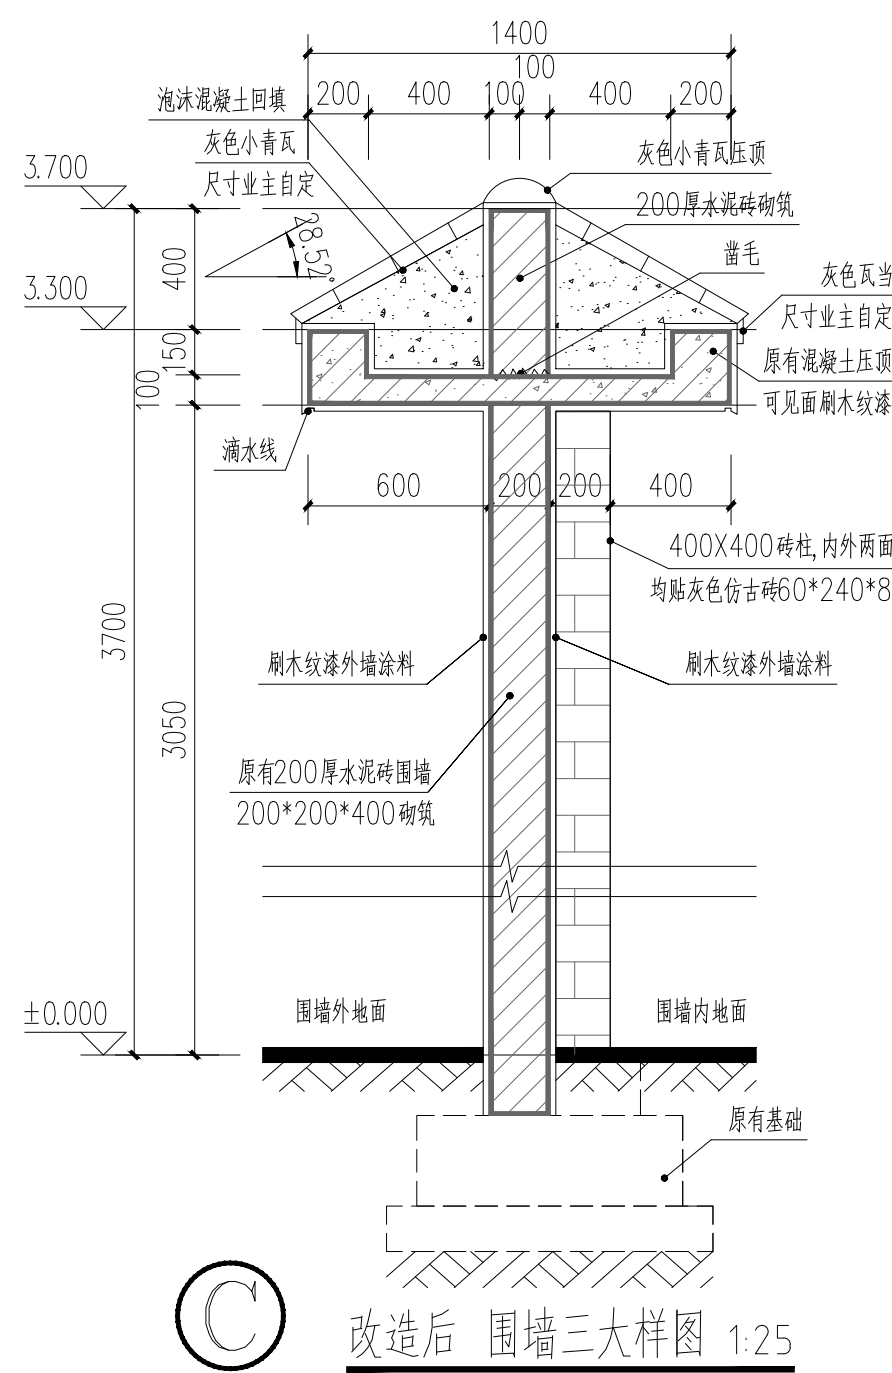 1400
100
200
400
100
400
200
泡沫混凝土回填
灰色小青瓦
尺寸业主自定
灰色小青瓦压顶
3.700
200厚水泥砖砌筑
28.52°
凿毛
400
灰色瓦当
尺寸业主自定
3.300
150
100
原有混凝土压顶
可见面刷木纹漆
滴水线
600
200
200
400
400X400砖柱,内外两面
均贴灰色仿古砖60*240*8
3700
刷木纹漆外墙涂料
刷木纹漆外墙涂料
3050
原有200厚水泥砖围墙
200*200*400砌筑
围墙外地面
围墙内地面
±0.000
原有基础
C
改造后 围墙三大样图 1:25